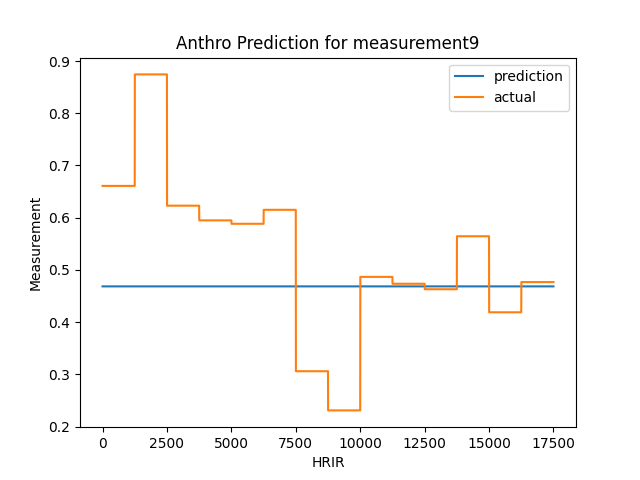 Anthro Prediction for measurement9
prediction
actual
0.9
0.8
0.7
0.6
0.5
0.4
0.3
0.2
Measurement
0 2500 5000 7500 10000 12500 15000 17500
HRIR